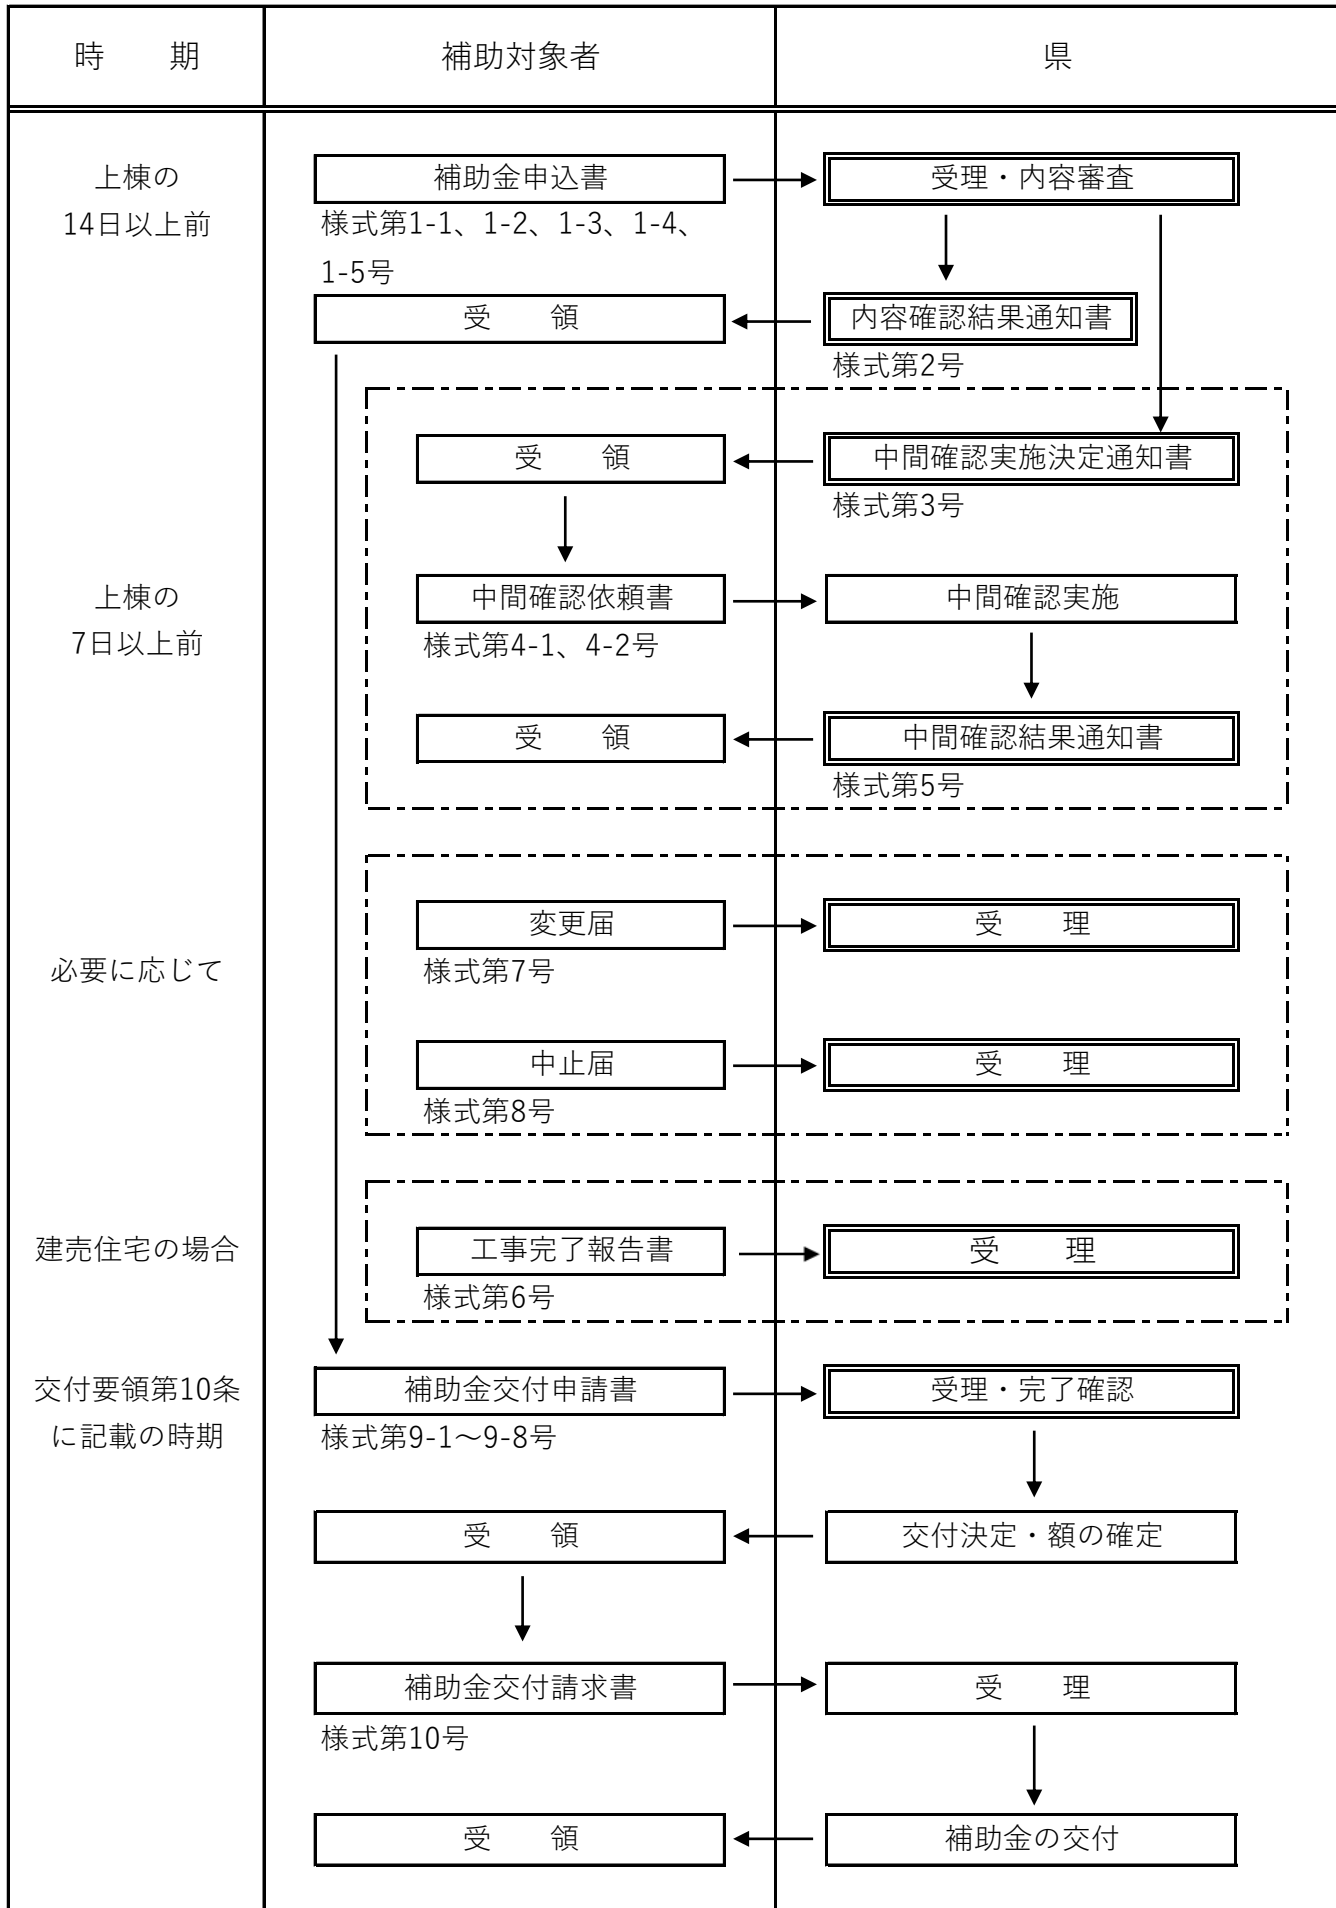 時　　期
補助対象者
県
上棟の
14日以上前
補助金申込書
受理・内容審査
様式第1-1、1-2、1-3、1-4、
1-5号
受　　領
内容確認結果通知書
様式第2号
受　　領
中間確認実施決定通知書
様式第3号
上棟の
7日以上前
中間確認依頼書
中間確認実施
様式第4-1、4-2号
受　　領
中間確認結果通知書
様式第5号
必要に応じて
変更届
受　　理
様式第7号
中止届
受　　理
様式第8号
建売住宅の場合
工事完了報告書
受　　理
様式第6号
交付要領第10条
に記載の時期
補助金交付申請書
受理・完了確認
様式第9-1～9-8号
受　　領
交付決定・額の確定
補助金交付請求書
受　　理
様式第10号
受　　領
補助金の交付